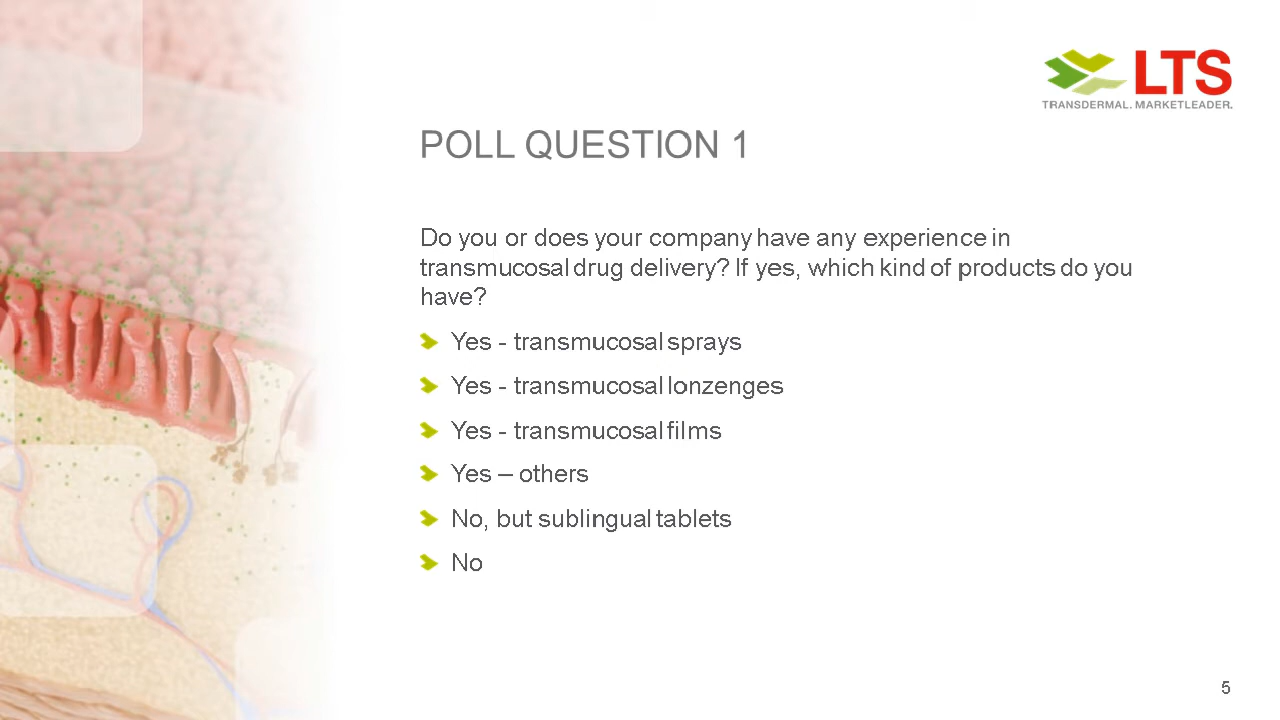 LTS
TRANSDERMAL. MARKETLEADER.
POLL QUESTION 1
Do you or does your company have any experience in
transmucosal drug delivery? If yes, which kind of products do you
have?
Yes - transmucosal sprays
Yes - transmucosal lonzenges
Yes - transmucosal films
Yes – others
No, but sublingual tablets
No
5